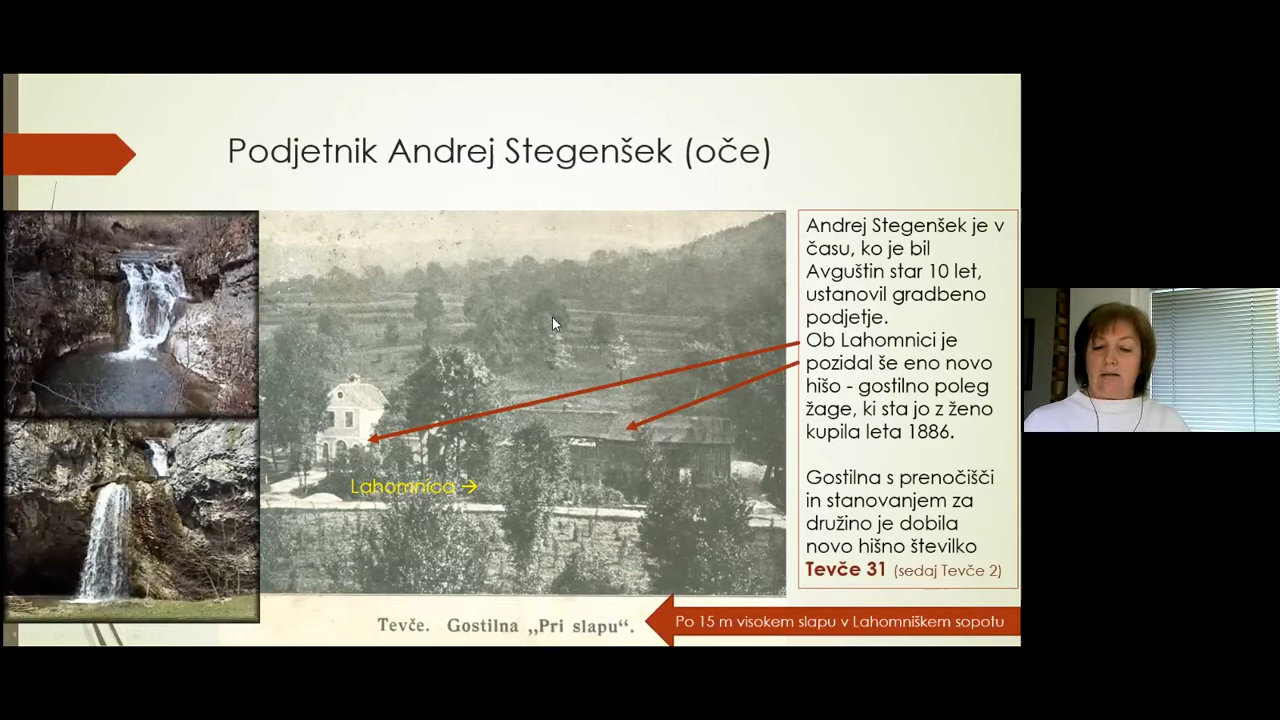 Podjetnik Andrej Stegenšek (oče)
Andrej Stegenšek je v
času, ko je bil
Avguštin star 10 let,
ustanovil gradbeno
podjetje.
Ob Lahomnici je
pozidal še eno novo
hišo - gostilno poleg
žage, ki sta jo z ženo
kupila leta 1886.
Gostilna s prenočišči
in stanovanjem za
družino je dobila
novo hišno številko
Tevče 31 (sedaj Tevče 2)
Lahomnica →
Tevče. Gostilna „Pri slapu“.
Po 15 m visokem slapu v Lahomniškem sopotu